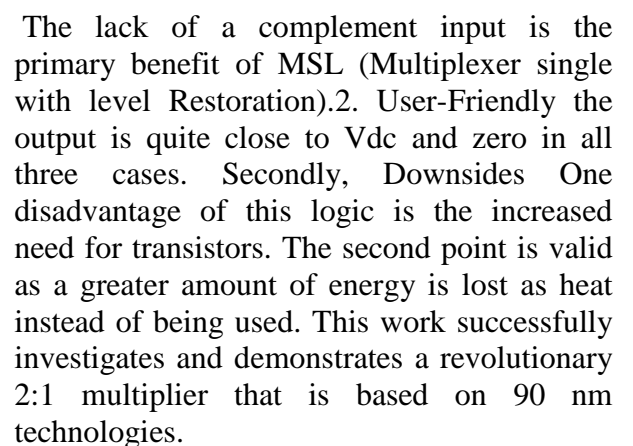 The lack of a complement input is the
primary benefit of MSL (Multiplexer single
with level Restoration).2. User-Friendly the
output is quite close to Vdc and zero in all
three cases. Secondly, Downsides One
disadvantage of this logic is the increased
need for transistors. The second point is valid
as a greater amount of energy is lost as heat
instead of being used. This work successfully
investigates and demonstrates a revolutionary
2:1 multiplier that is based on 90 nm
technologies.